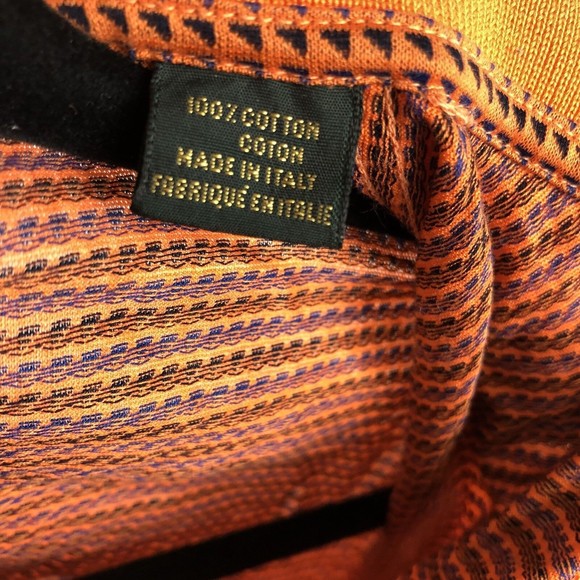 100% COTTON
COTON
MADE IN ITALY
FABRIQUÉ EN ITALIE